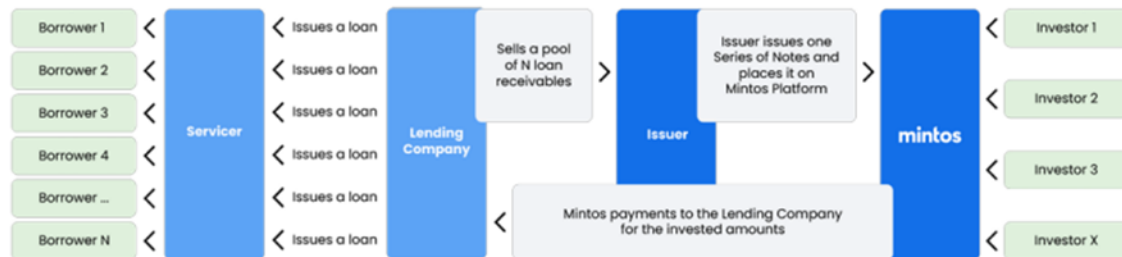 Borrower 1
Borrower 2
Borrower 3
Borrower 4
Borrower ...
Borrower N
Servicer
Issues a loan
Issues a loan
Issues a loan
Issues a loan
Issues a loan
Issues a loan
Lending
Company
Sells a pool
of N loan
receivables
Issuer
Issuer issues one
Series of Notes and
places it on
Mintos Platform
Mintos payments to the Lending Company
for the invested amounts
mintos
Investor 1
Investor 2
Investor 3
Investor X